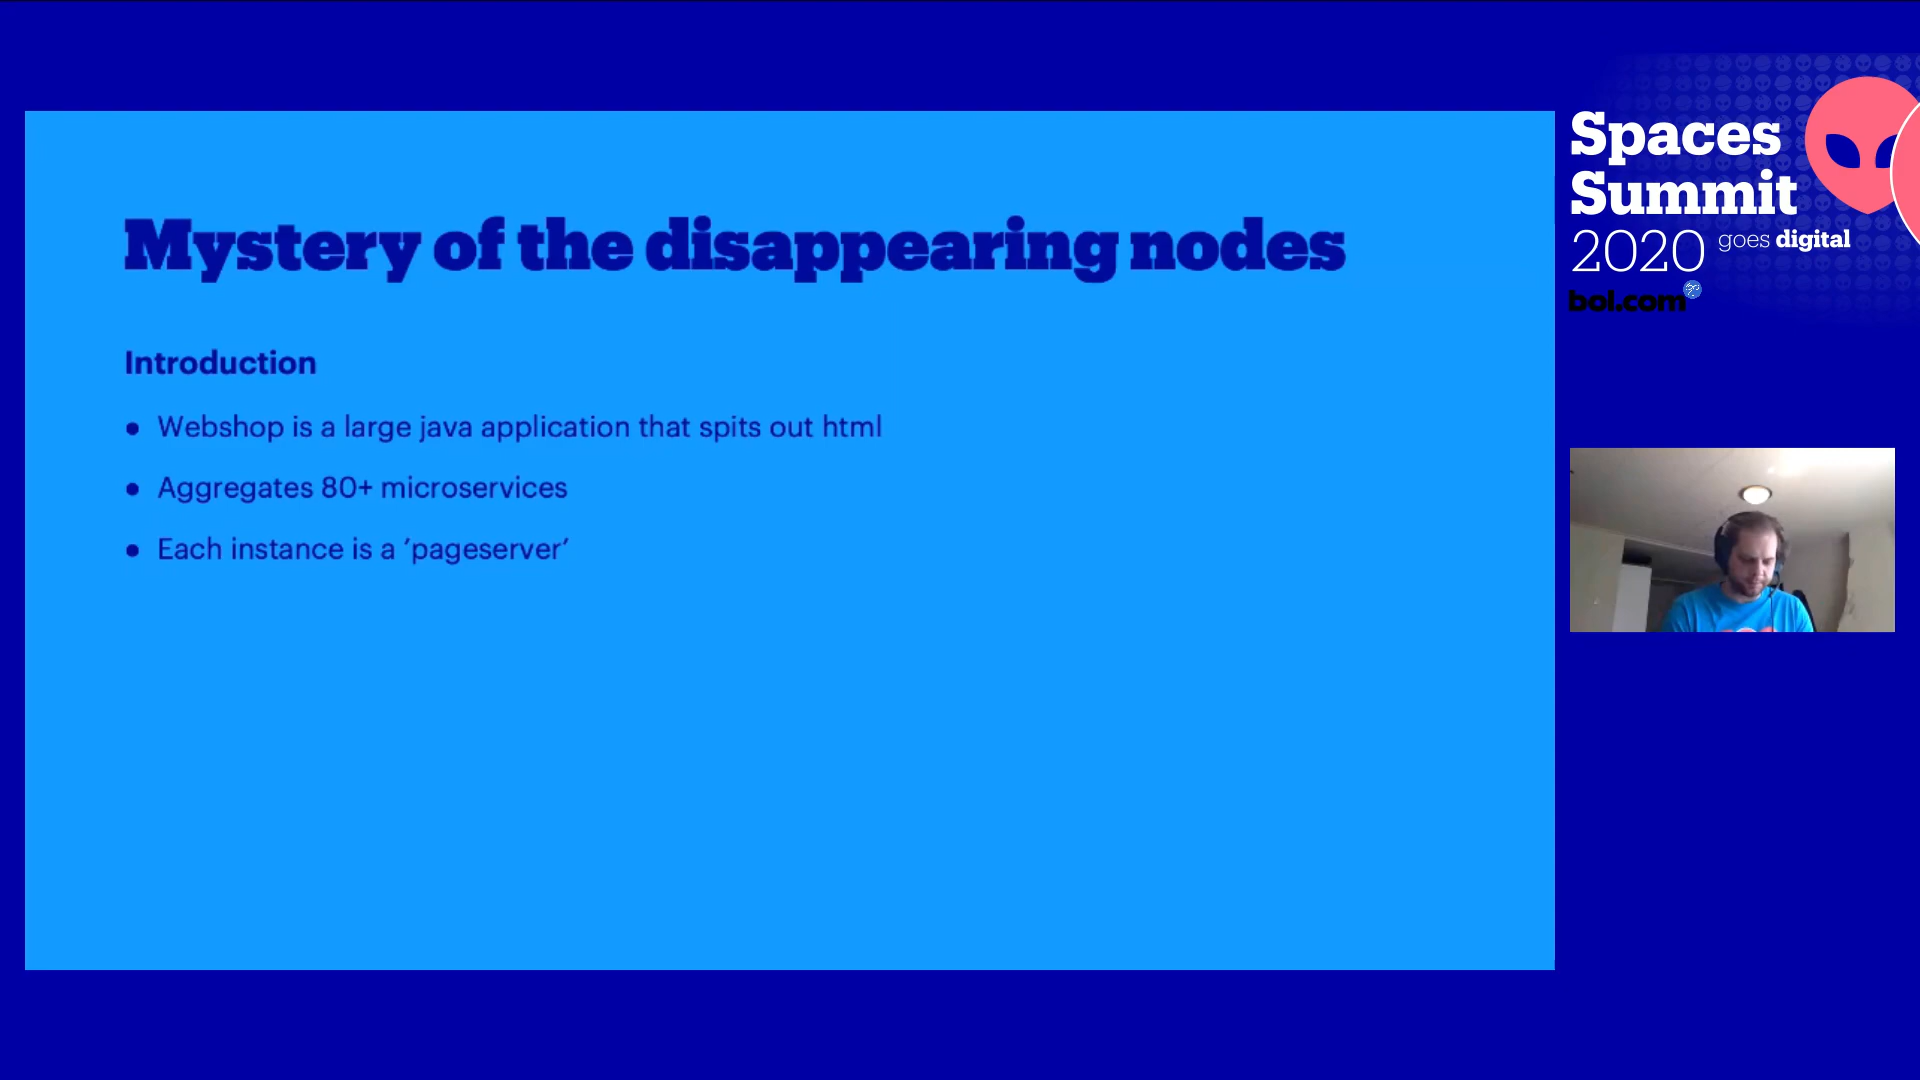 Mystery of the disappearing nodes
Introduction
• Webshop is a large java application that spits out html
• Aggregates 80+ microservices
• Each instance is a ‘pageserver’
Spaces
Summit
2020 goes digital
bol.com